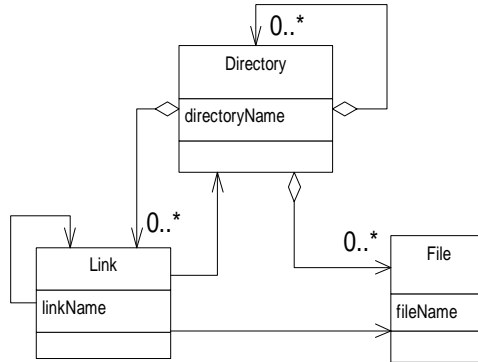 0..*
Directory
directoryName
0..*
0..*
Link
linkName
File
fileName